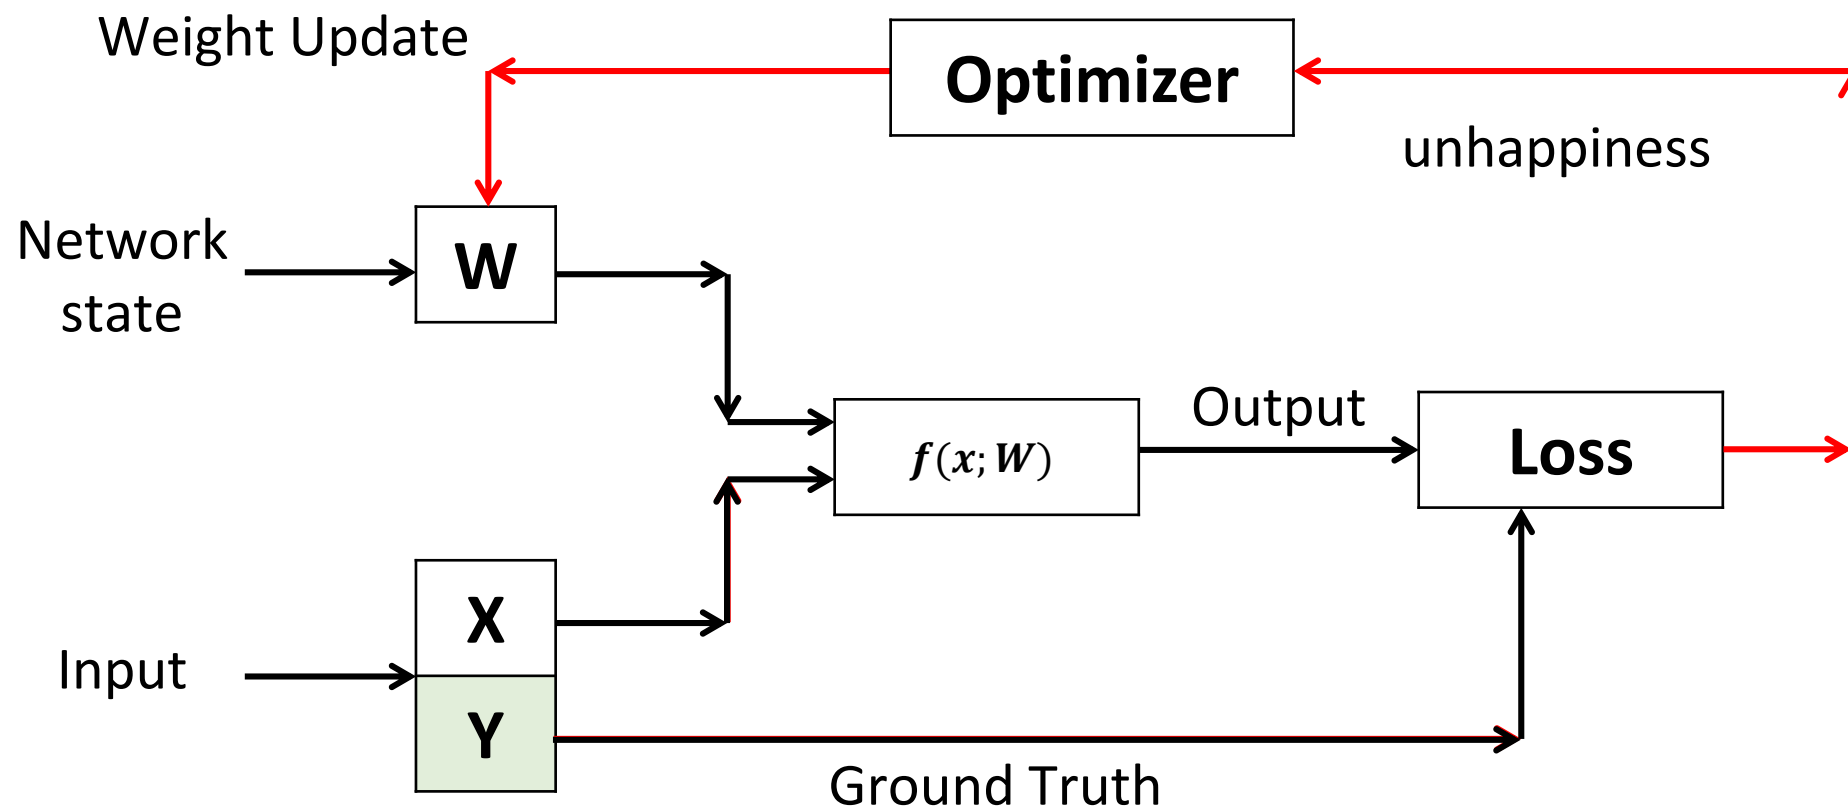 Weight Update
Optimizer
unhappiness
Network
state
W
Output
f(x; W)
Loss
X
Input
Y
Ground Truth